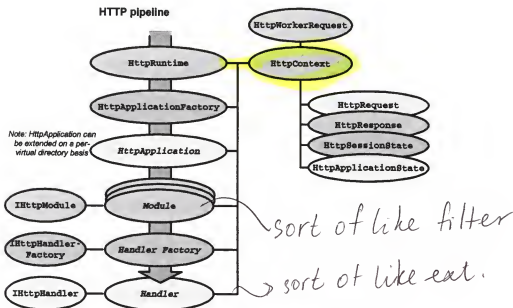 HTTP pipeline
HttpWorkerRequest
HttpRuntime
HttpContext
HttpApplicationFactory
HttpRequest
HttpResponse
HttpSessionState
HttpApplicationState
Note: HttpApplication can
be extended on a per-
virtual directory basis
HttpApplication
IHttpModule
Module
sort of like filter
IHttpHandler-
Factory
Handler Factory
IHttpHandler
Handler
sort of like ext.